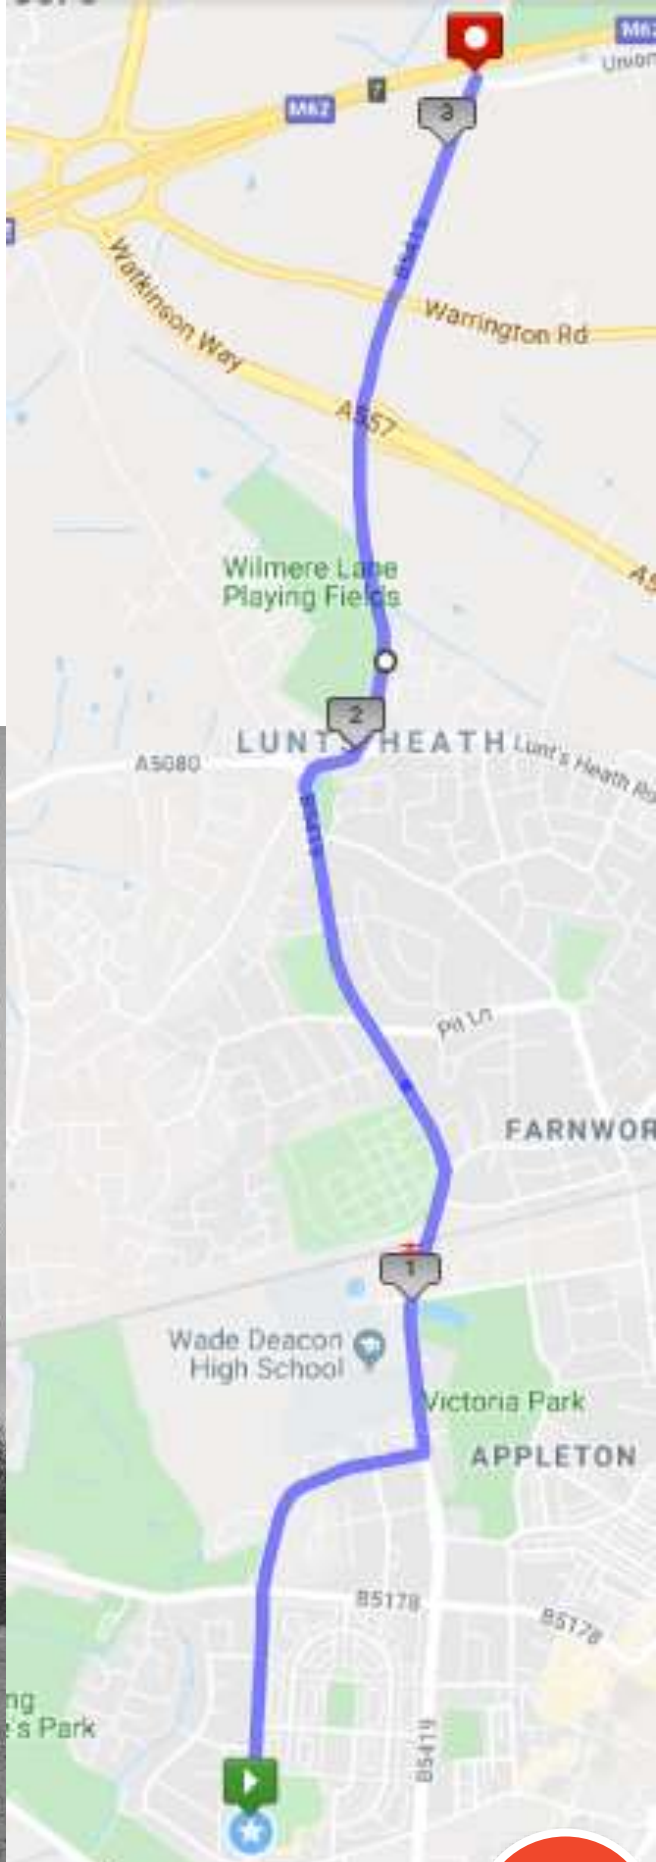 M62
Union
7
M62
3
B5419
Watkinson Way
Warrington Rd
A557
Wilmere Lane
Playing Fields
2
LUNTS HEATH
Lunt's Heath Rd
A5080
B5419
Pit Ln
FARNWOR
1
Wade Deacon
High School
Victoria Park
APPLETON
B5178
B5178
ng
e's Park
B5419